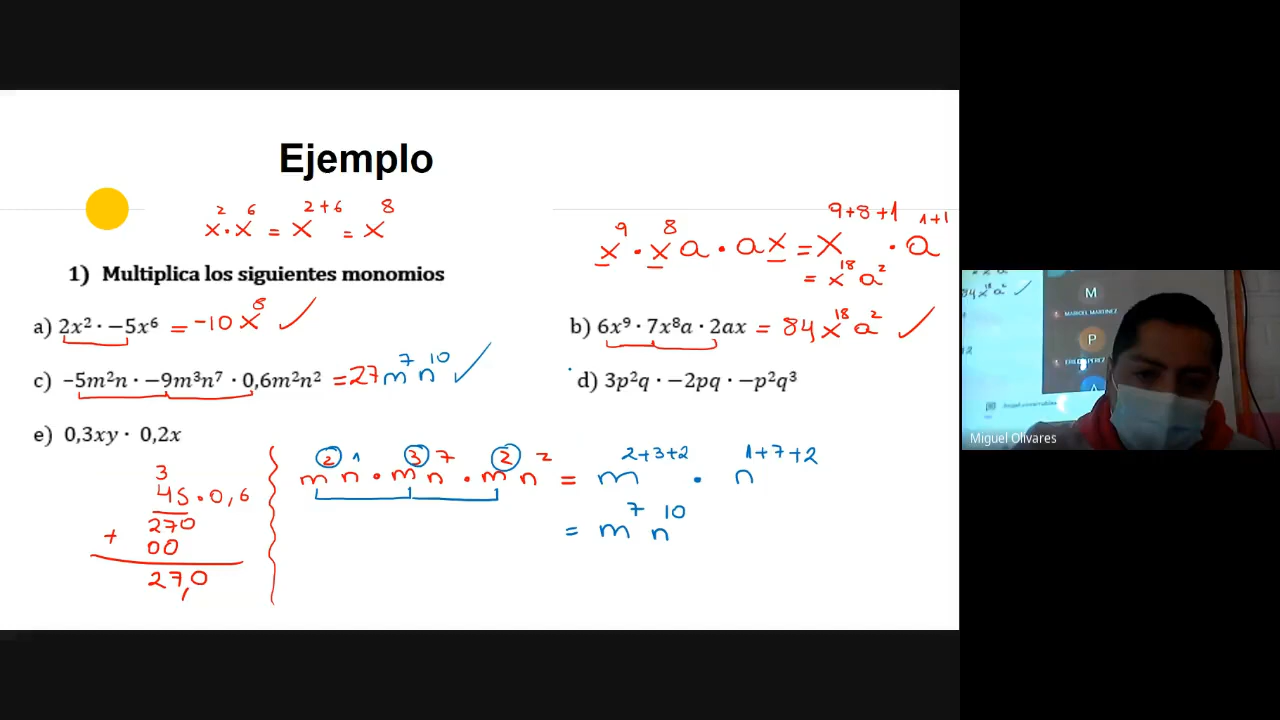 Ejemplo
x² · x⁶ = x²⁺⁶ = x⁸
x⁹ · x⁸a · ax = x⁹⁺⁸⁺¹ · a¹⁺¹
= x¹⁸a²
1) Multiplica los siguientes monomios
a) 2x² · −5x⁶ = -10x⁸ ✓
b) 6x⁹ · 7x⁸a · 2ax = 84x¹⁸a² ✓
c) −5m²n · −9m³n⁷ · 0,6m²n² = 27m⁷n¹⁰ ✓
d) 3p²q · −2pq · −p²q³
e) 0,3xy · 0,2x
3
45 · 0,6
270
+ 00
27,0
m²n¹ · m³n⁷ · m²n² = m²⁺³⁺² · n¹⁺⁷⁺²
= m⁷n¹⁰
84x¹⁸a² ✓
M
P
A
Miguel Olivares